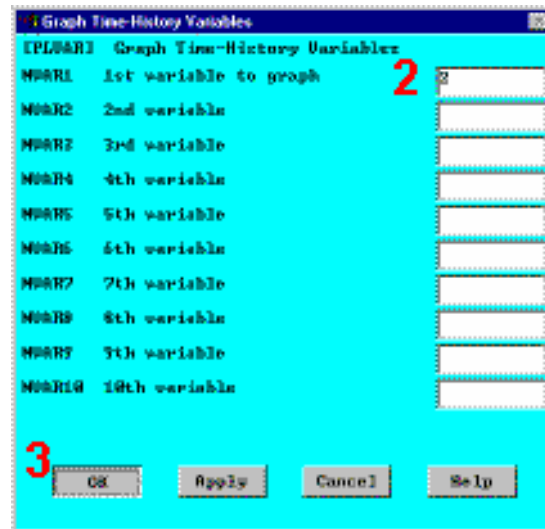 Graph Time-History Variables
[PLVAR] Graph Time-History Variables
NVAR1 1st variable to graph 2 2
NVAR2 2nd variable
NVAR3 3rd variable
NVAR4 4th variable
NVAR5 5th variable
NVAR6 6th variable
NVAR7 7th variable
NVAR8 8th variable
NVAR9 9th variable
NVAR10 10th variable
3
OK Apply Cancel Help